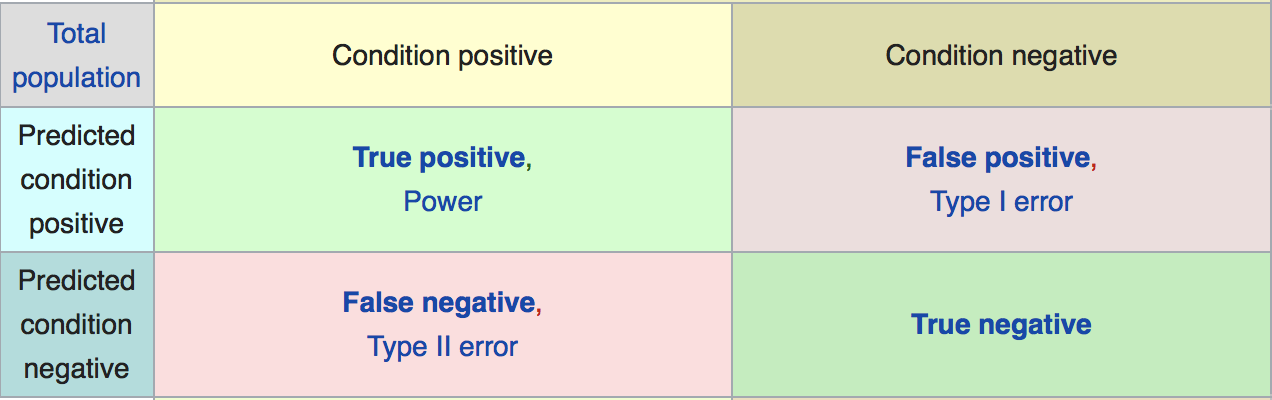 Total
population
Condition positive
Condition negative
Predicted
condition
positive
True positive,
Power
False positive,
Type I error
Predicted
condition
negative
False negative,
Type II error
True negative